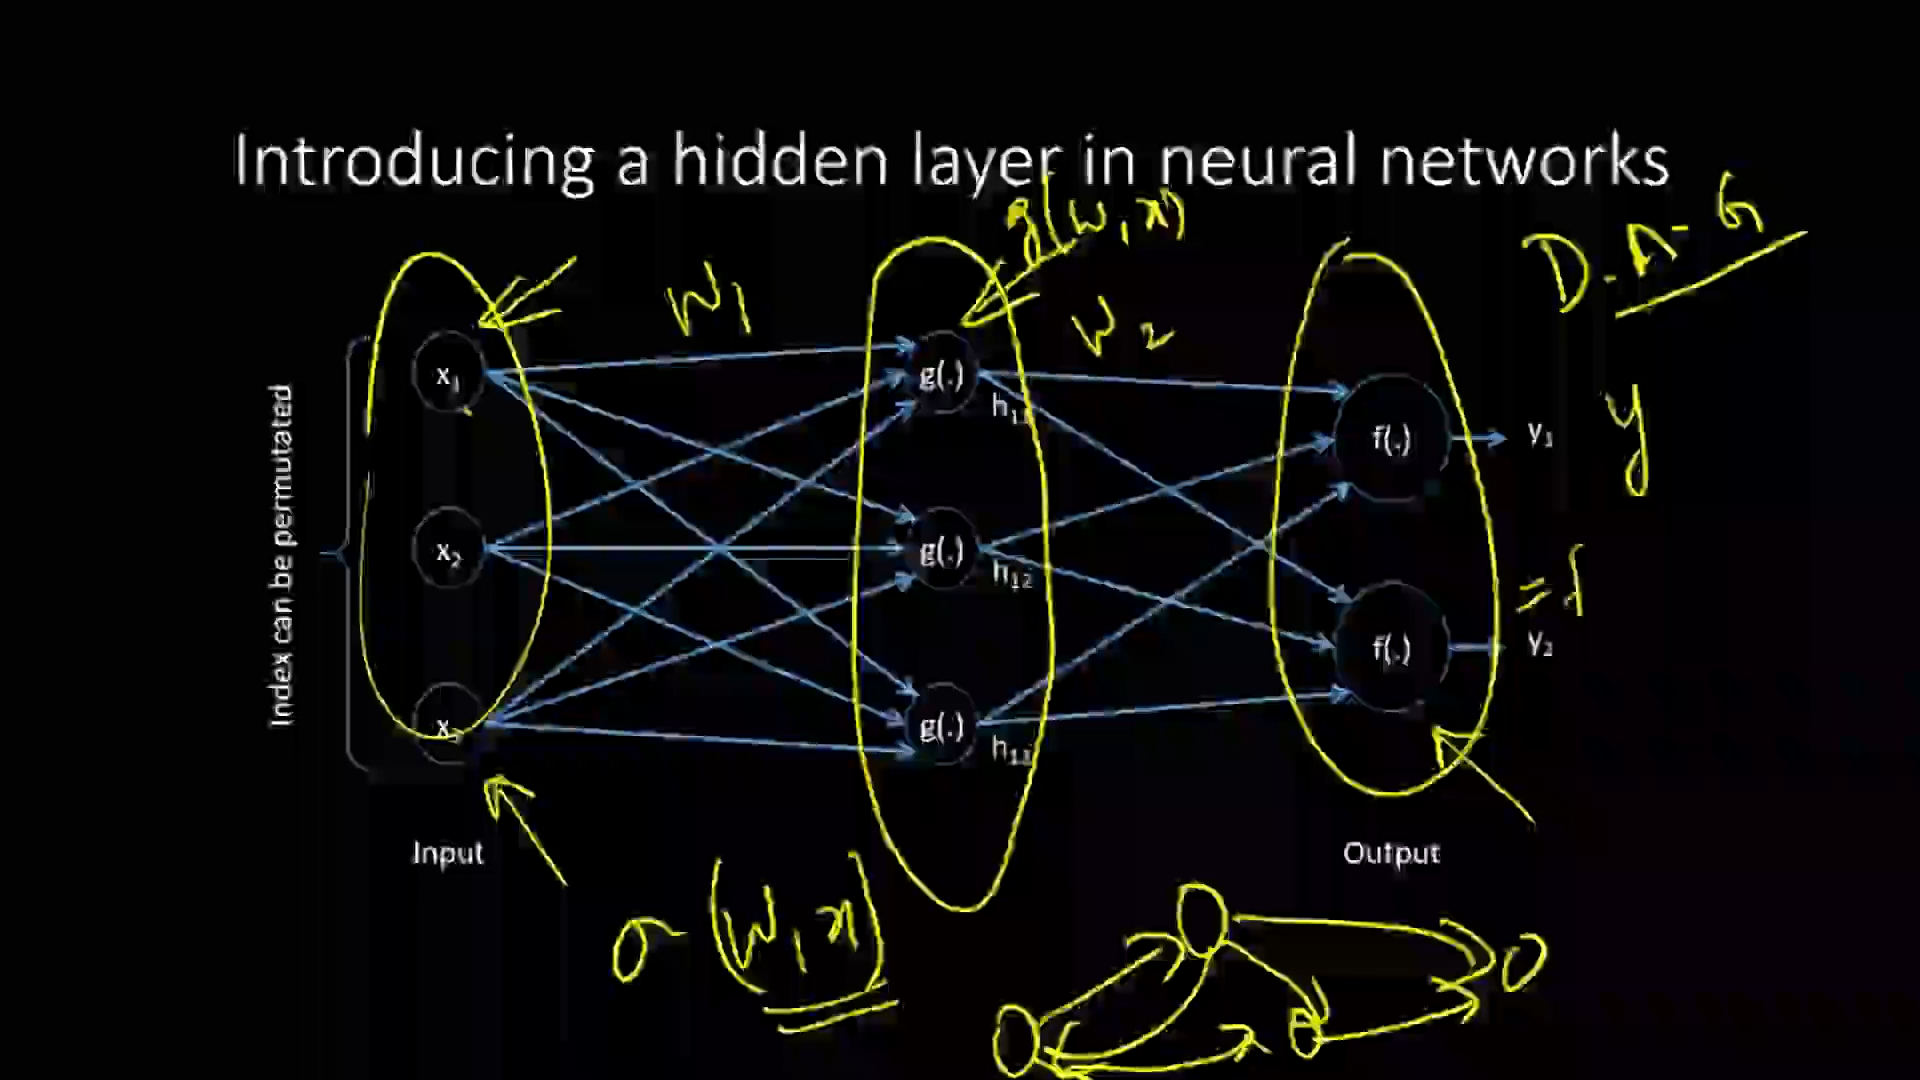 Introducing a hidden layer in neural networks
g(W₁x)
D.A.G
W₁
W₂
x₁
g(.)
h₁₁
f(.)
y₁
y
Index can be permutated
x₂
g(.)
h₁₂
= f
f(.)
y₂
x₃
g(.)
h₁₃
Input
Output
σ(W₁x)